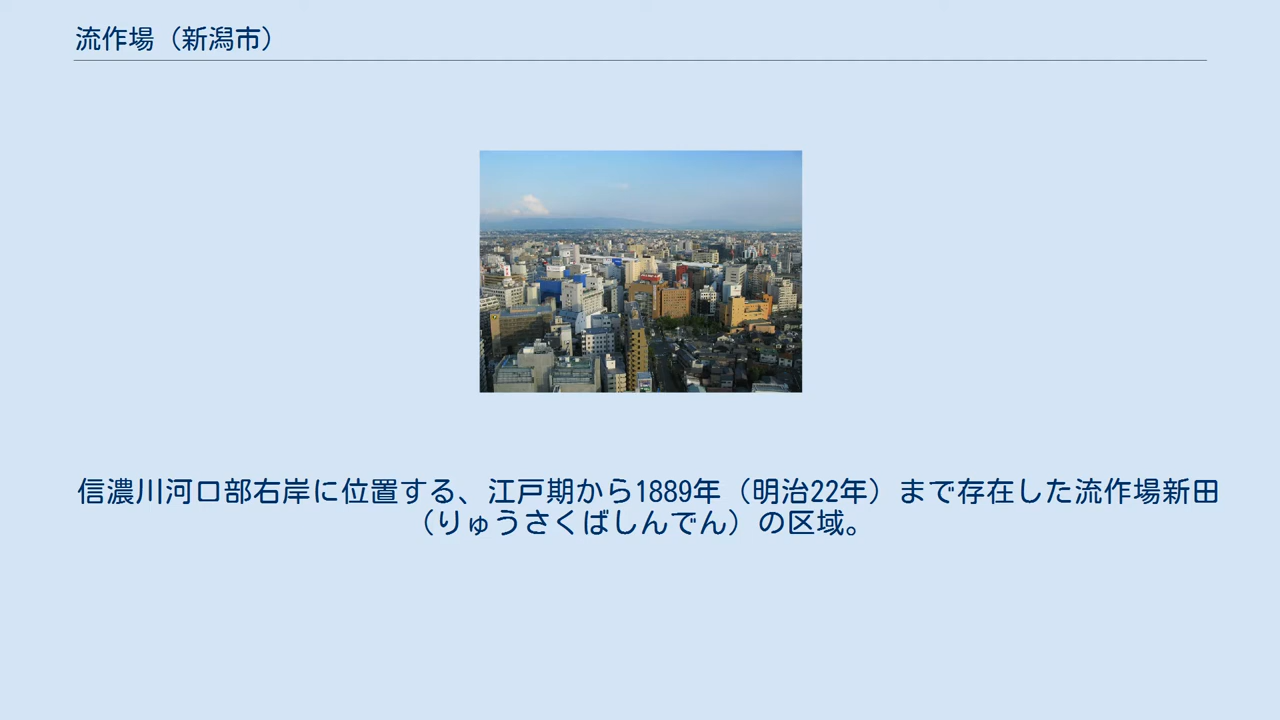 流作場（新潟市）
信濃川河口部右岸に位置する、江戸期から1889年（明治22年）まで存在した流作場新田
（りゅうさくばしんでん）の区域。